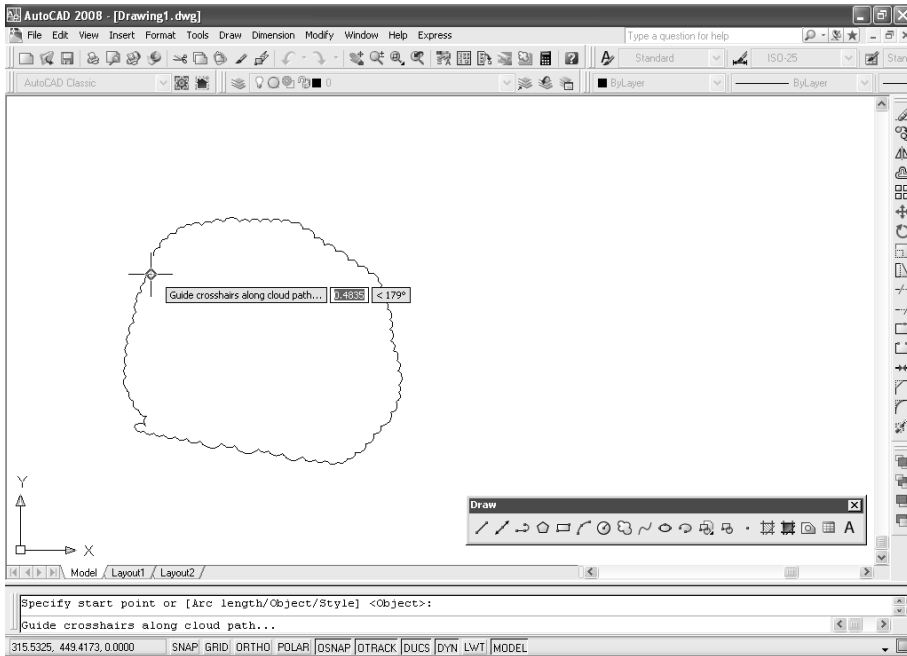 AutoCAD 2008 - [Drawing1.dwg]
File Edit View Insert Format Tools Draw Dimension Modify Window Help Express
Type a question for help
Standard ISO-25 Stan
AutoCAD Classic 0 ByLayer ByLayer
Guide crosshairs along cloud path... 0.4835 < 179°
Y
X
Draw
A
Model Layout1 Layout2
Specify start point or [Arc length/Object/Style] <Object>:
Guide crosshairs along cloud path...
315.5325, 449.4173, 0.0000 SNAP GRID ORTHO POLAR OSNAP OTRACK DUCS DYN LWT MODEL